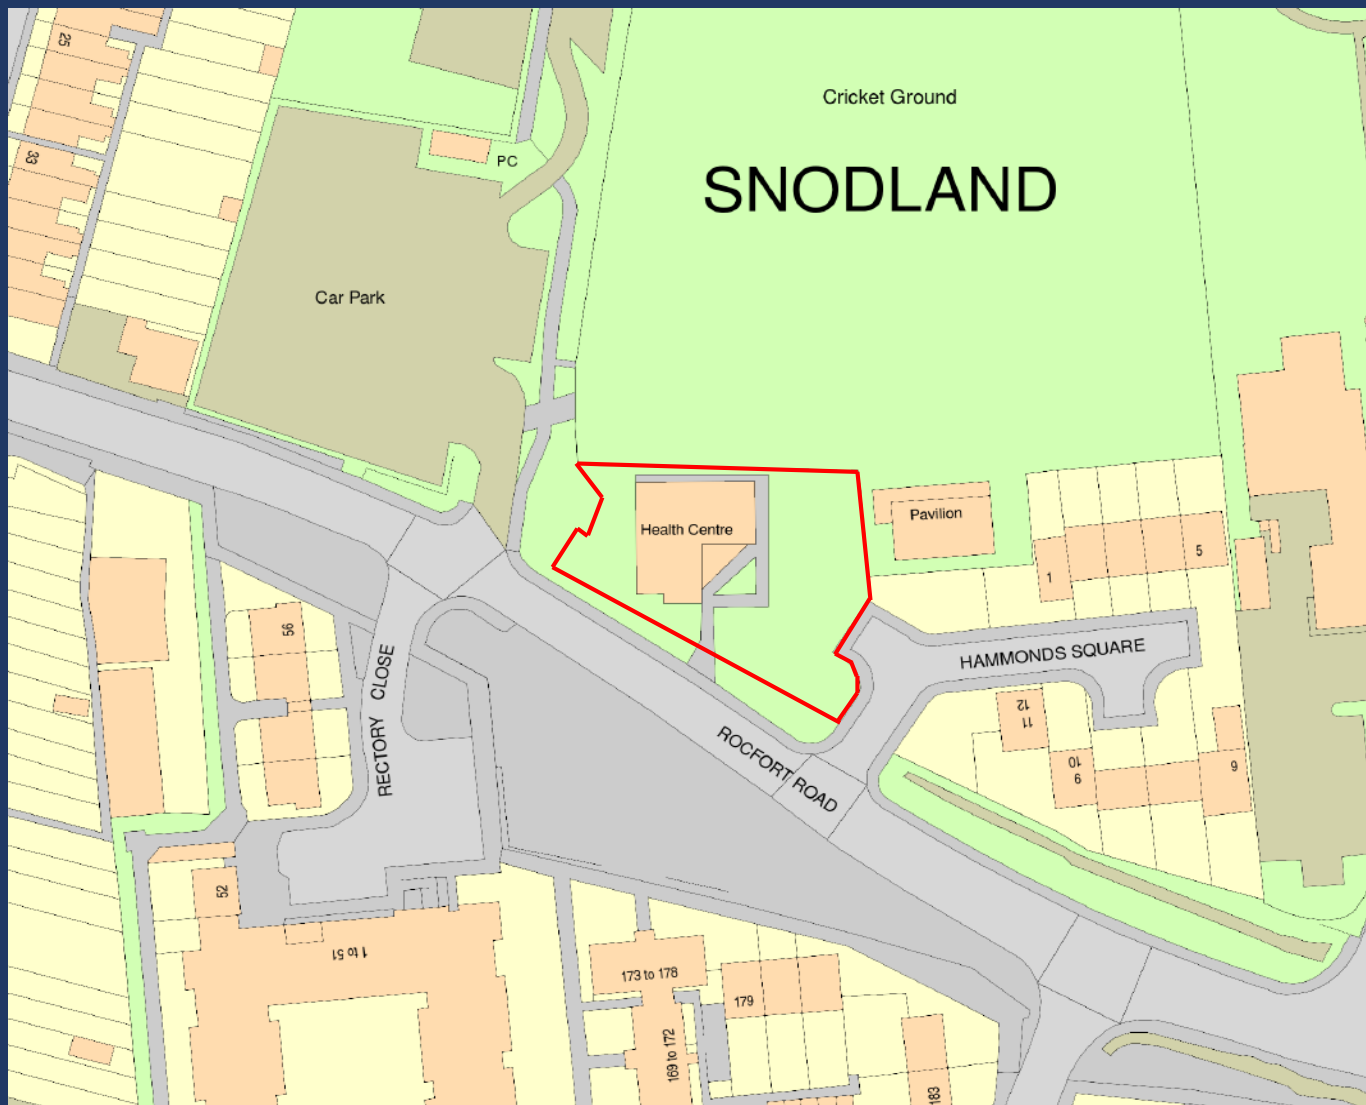 25
33
Cricket Ground
SNODLAND
PC
Car Park
Health Centre
Pavilion
5
1
HAMMONDS SQUARE
56
RECTORY CLOSE
12
11
10
9
6
ROCFORT ROAD
52
1 to 51
173 to 178
179
169 to 172
183